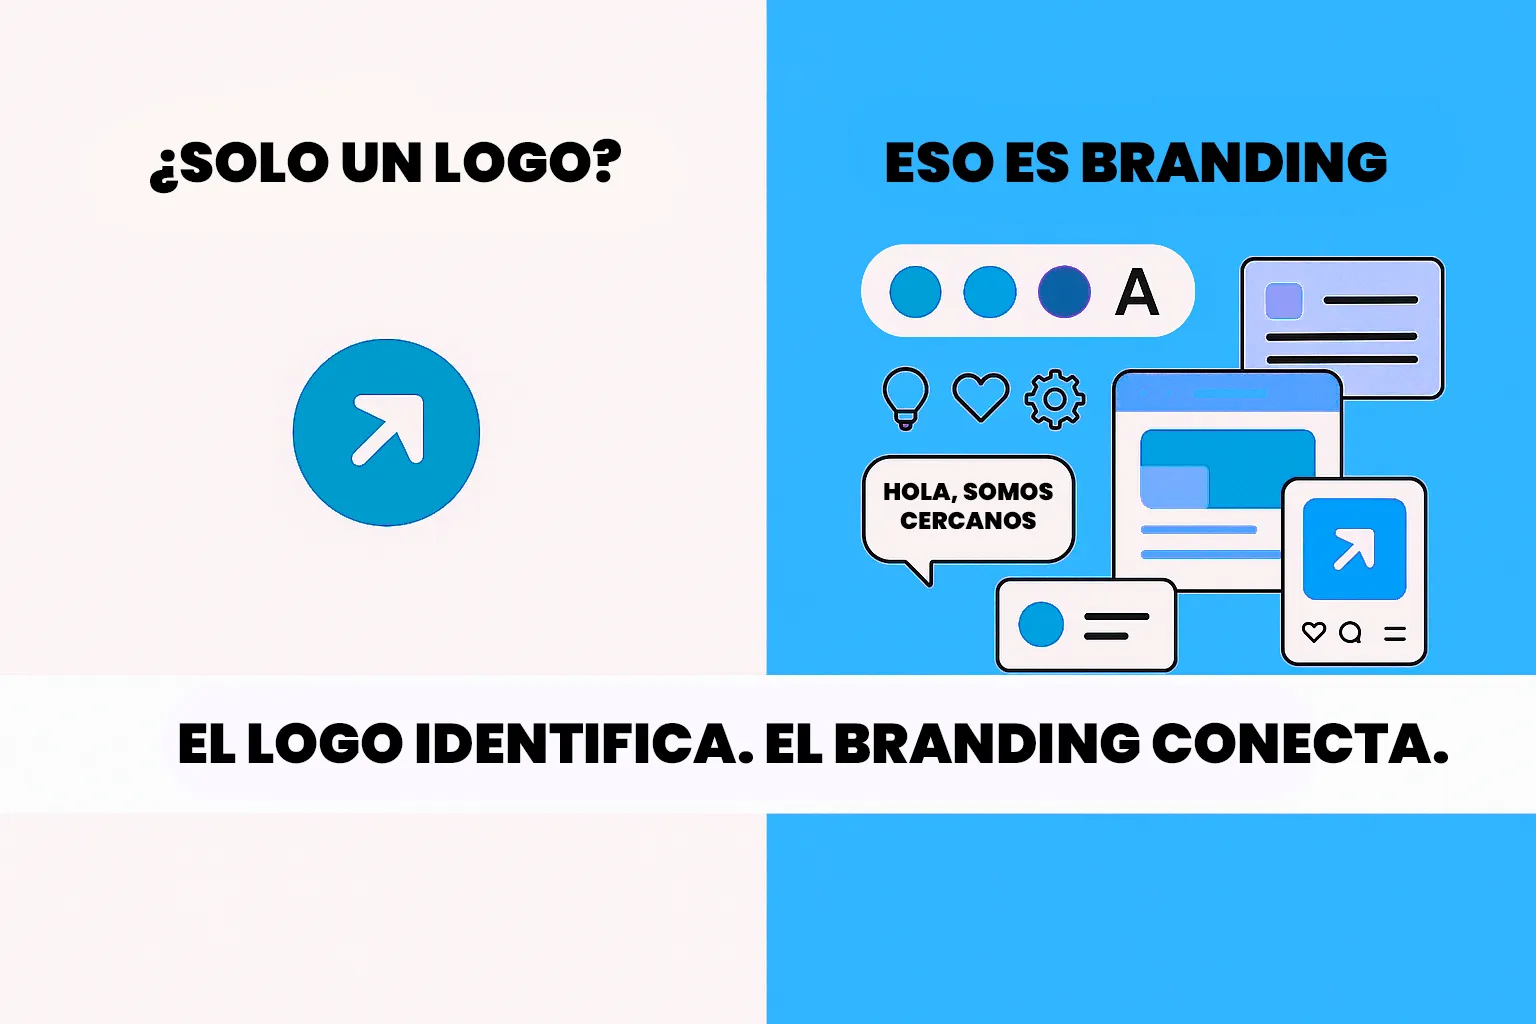 ¿SOLO UN LOGO?
ESO ES BRANDING
A
HOLA, SOMOS
CERCANOS
EL LOGO IDENTIFICA. EL BRANDING CONECTA.